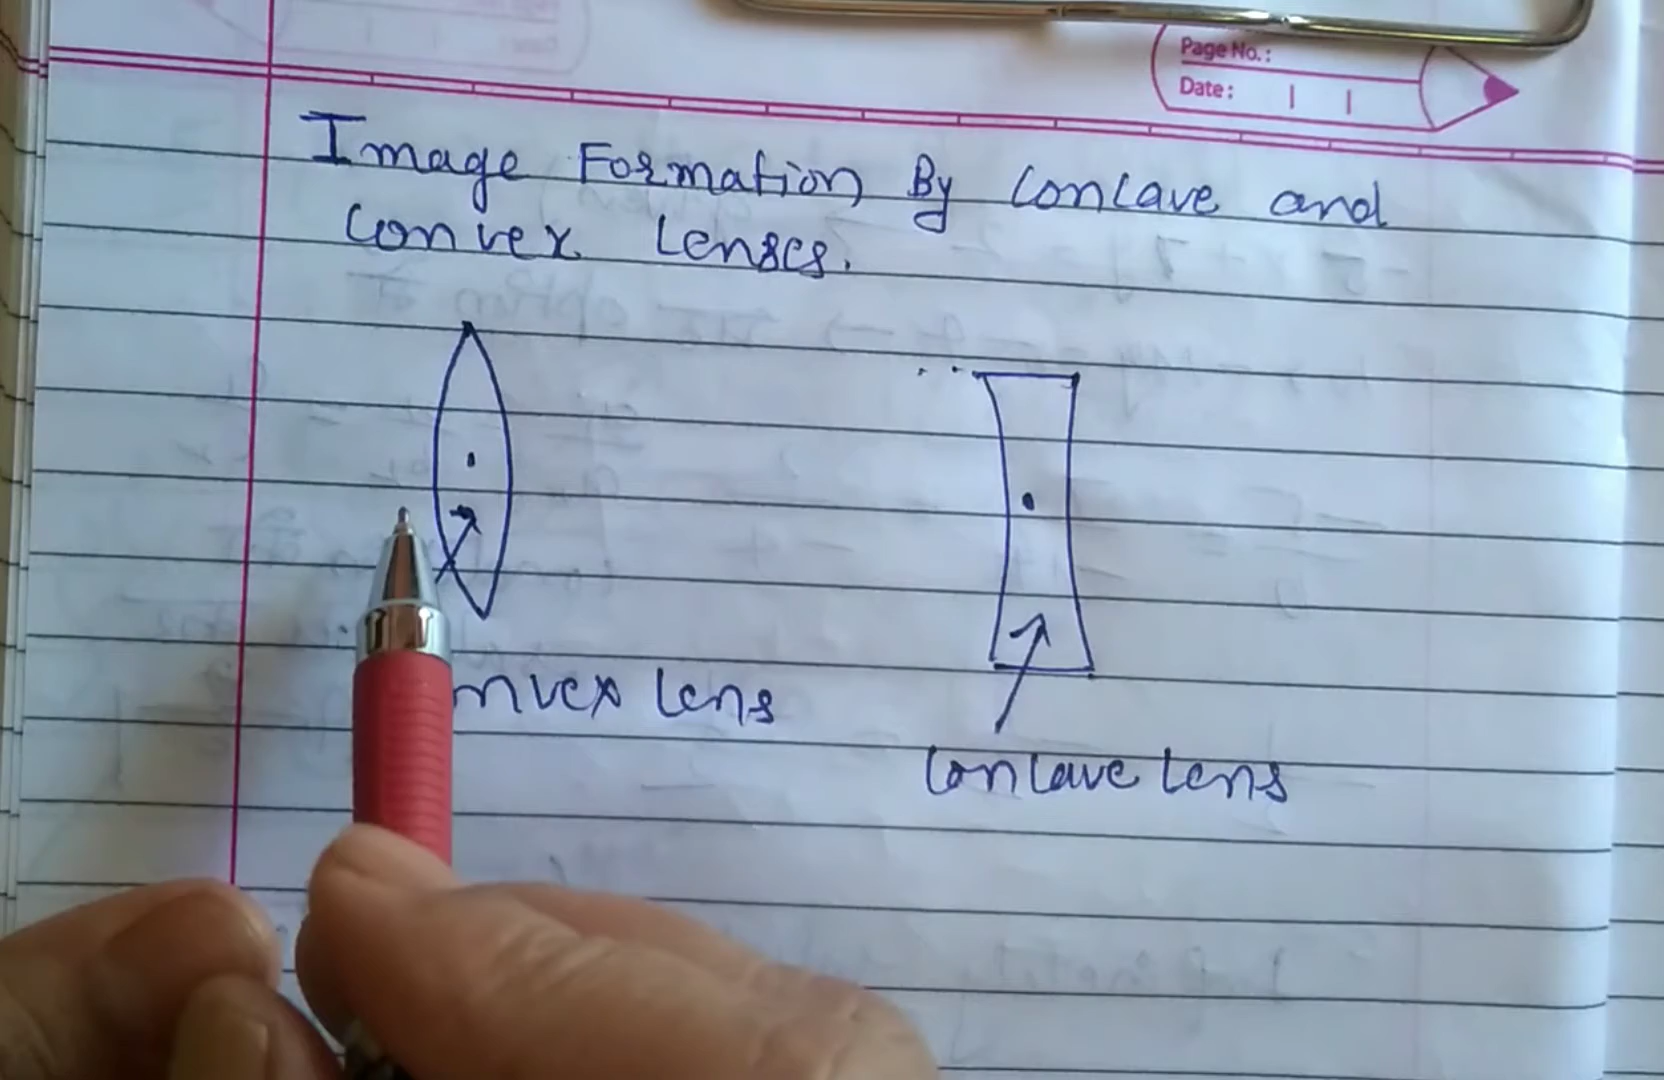 Page No.:
Date:
Image Formation By Concave and
Convex Lenses.
nvex Lens
Concave Lens